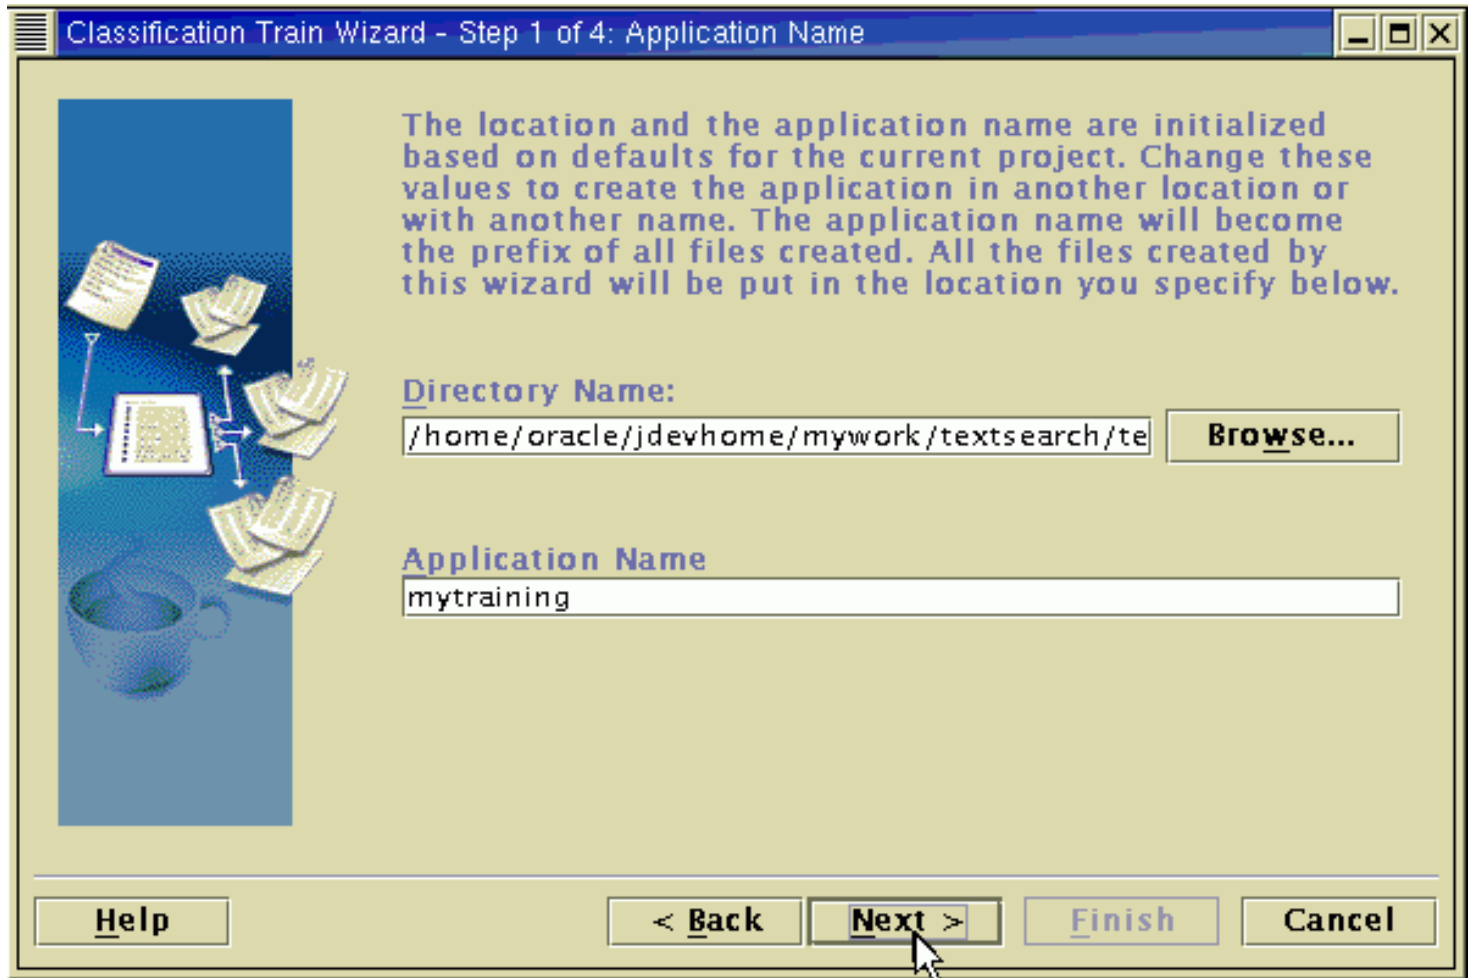 Classification Train Wizard - Step 1 of 4: Application Name
The location and the application name are initialized
based on defaults for the current project. Change these
values to create the application in another location or
with another name. The application name will become
the prefix of all files created. All the files created by
this wizard will be put in the location you specify below.
Directory Name:
/home/oracle/jdevhome/mywork/textsearch/te
Browse...
Application Name
mytraining
Help
< Back
Next >
Finish
Cancel